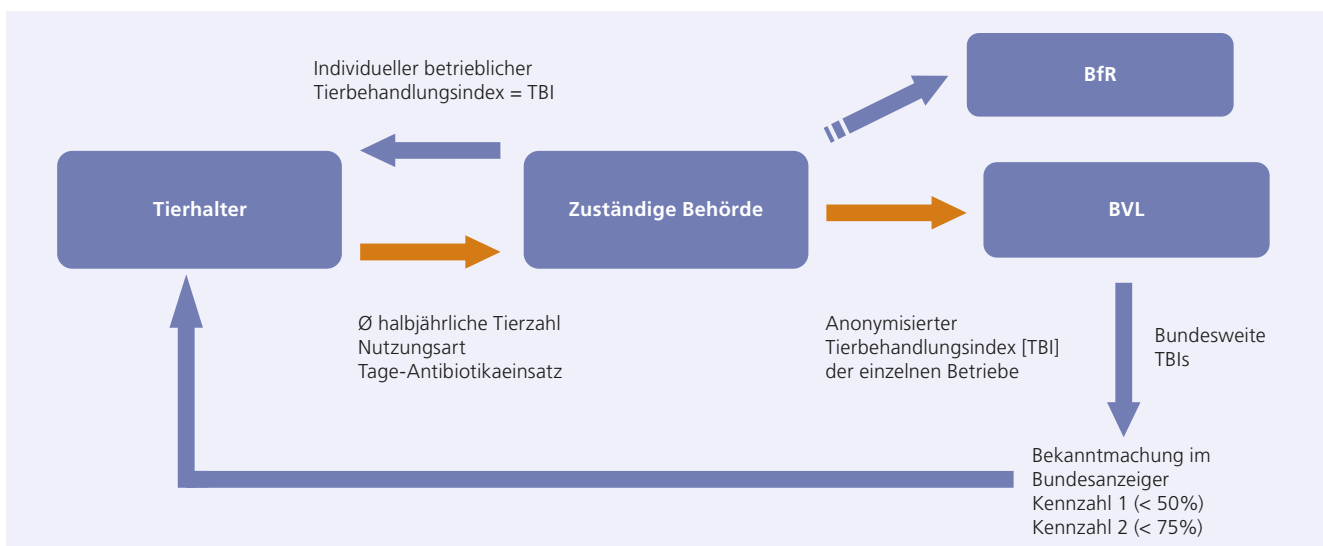 Individueller betrieblicher
Tierbehandlungsindex = TBI
BfR
Tierhalter
Zuständige Behörde
BVL
Ø halbjährliche Tierzahl
Nutzungsart
Tage-Antibiotikaeinsatz
Anonymisierter
Tierbehandlungsindex [TBI]
der einzelnen Betriebe
Bundesweite
TBIs
Bekanntmachung im
Bundesanzeiger
Kennzahl 1 (< 50%)
Kennzahl 2 (< 75%)